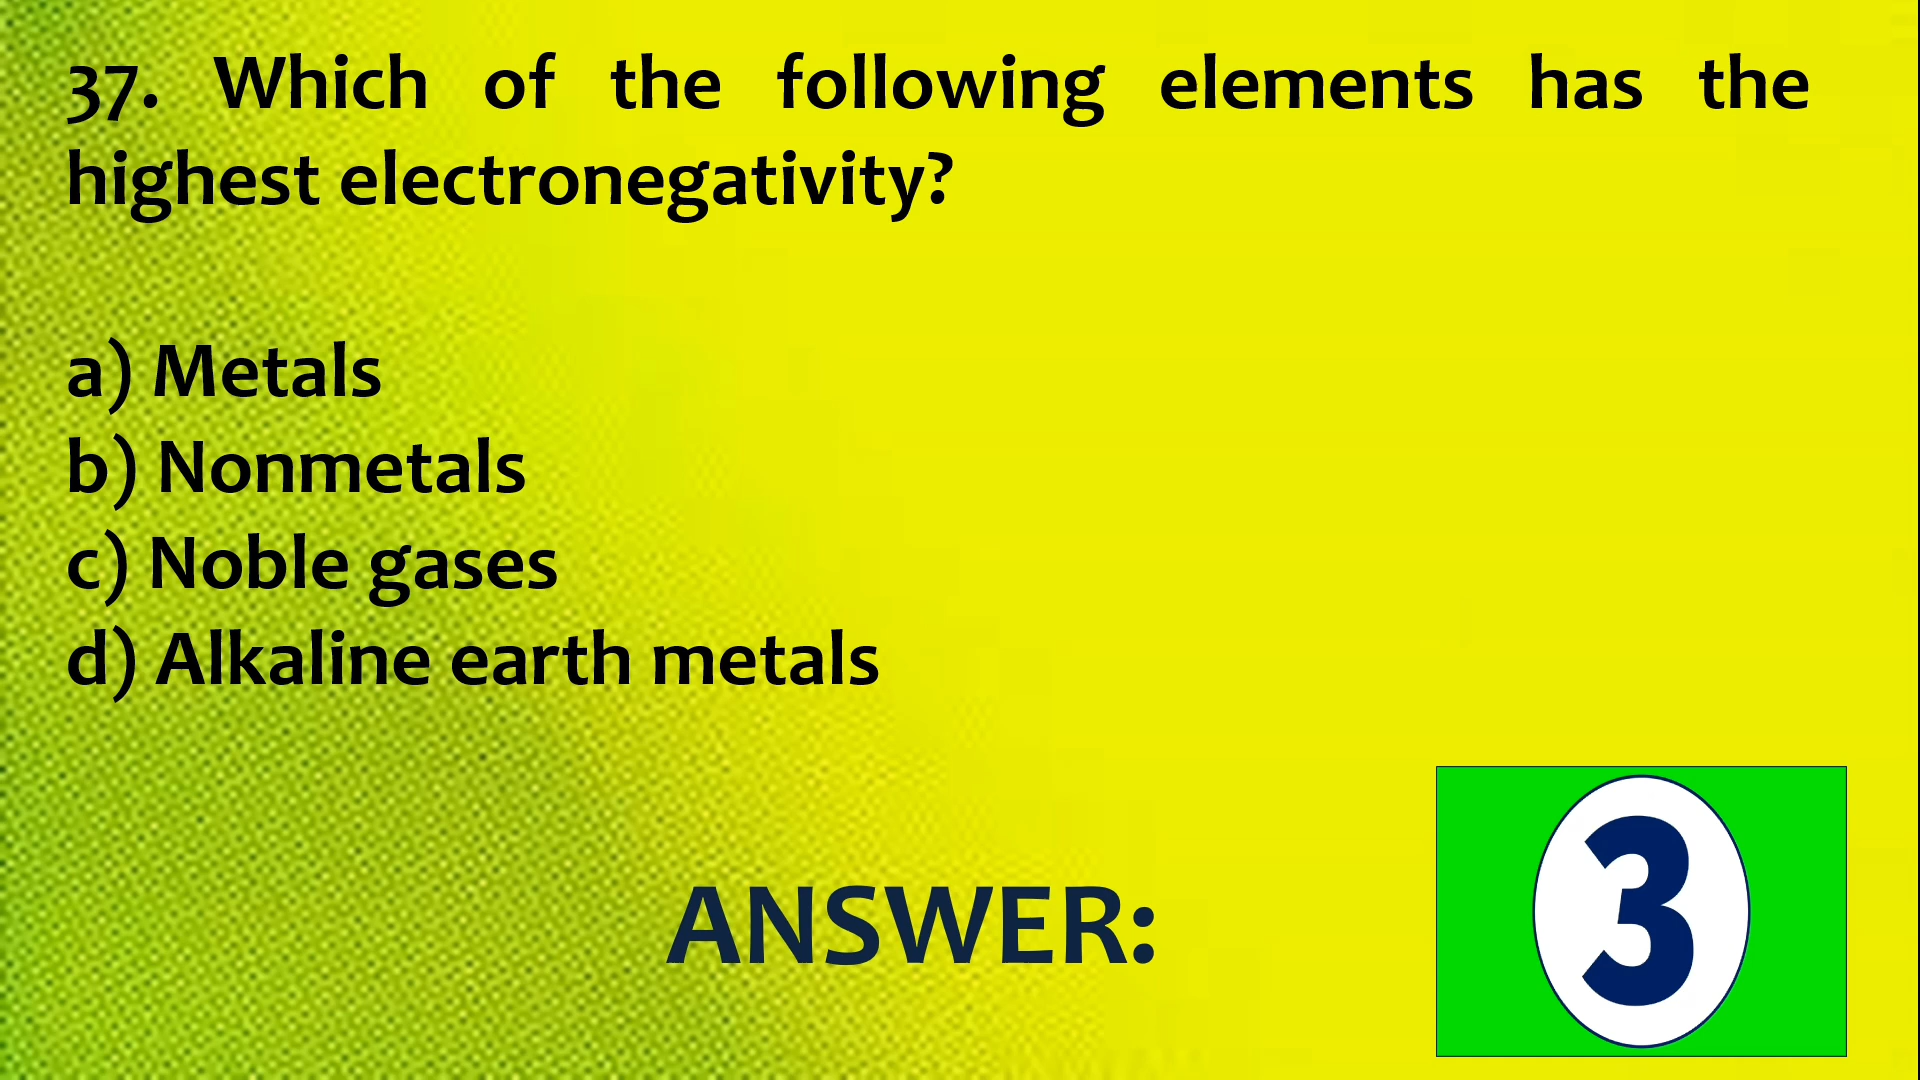 37. Which of the following elements has the
highest electronegativity?
a) Metals
b) Nonmetals
c) Noble gases
d) Alkaline earth metals
ANSWER:
3